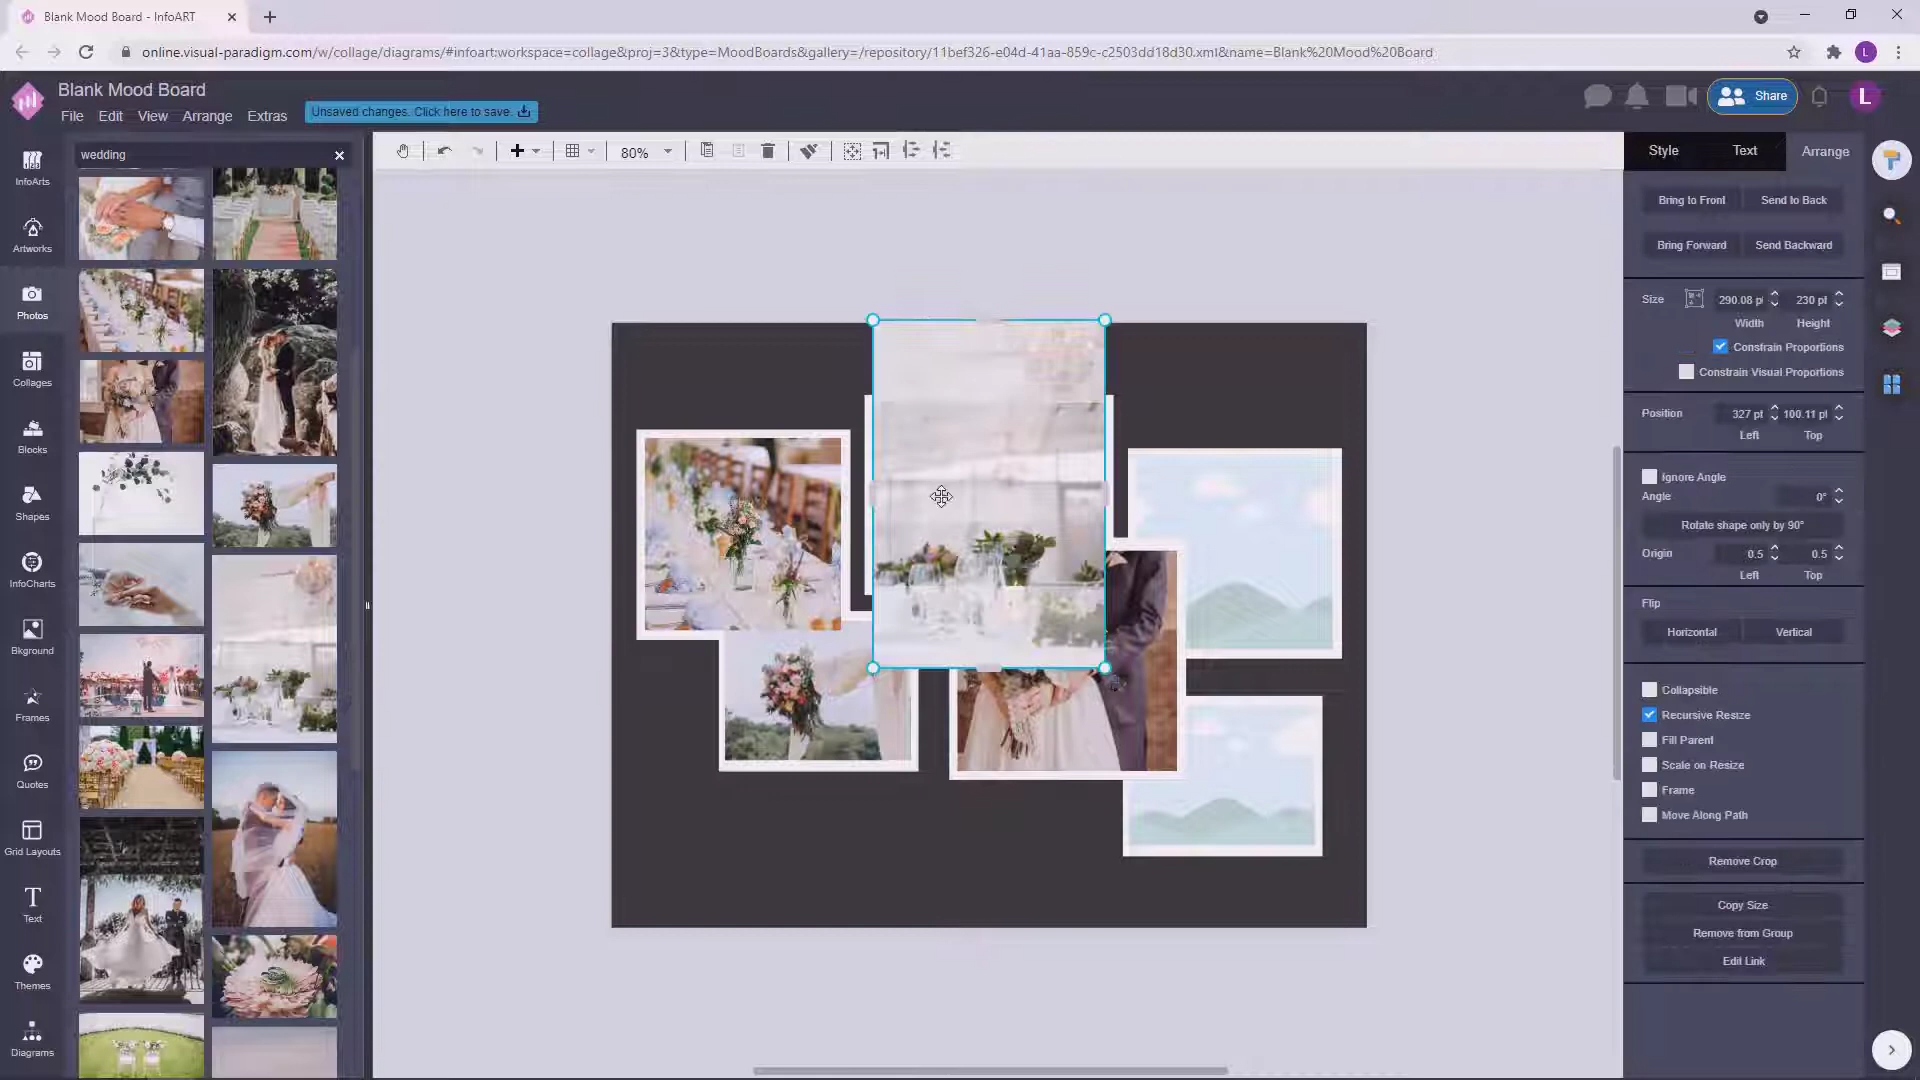 Blank Mood Board - InfoART
online.visual-paradigm.com/w/collage/diagrams/#infoart:workspace=collage&proj=3&type=MoodBoards&gallery=/repository/11bef326-e04d-41aa-859c-c2503dd18d30.xml&name=Blank%20Mood%20Board
L
Blank Mood Board
File Edit View Arrange Extras
Unsaved changes. Click here to save.
Share
L
InfoArts
Artworks
Photos
Collages
Blocks
Shapes
InfoCharts
Bkground
Frames
Quotes
Grid Layouts
Text
Themes
Diagrams
wedding
80%
Style Text Arrange
Bring to Front Send to Back
Bring Forward Send Backward
Size 290.08 pt 230 pt
Width Height
Constrain Proportions
Constrain Visual Proportions
Position 327 pt 100.11 pt
Left Top
Ignore Angle
Angle 0°
Rotate shape only by 90°
Origin 0.5 0.5
Left Top
Flip
Horizontal Vertical
Collapsible
Recursive Resize
Fill Parent
Scale on Resize
Frame
Move Along Path
Remove Crop
Copy Size
Remove from Group
Edit Link